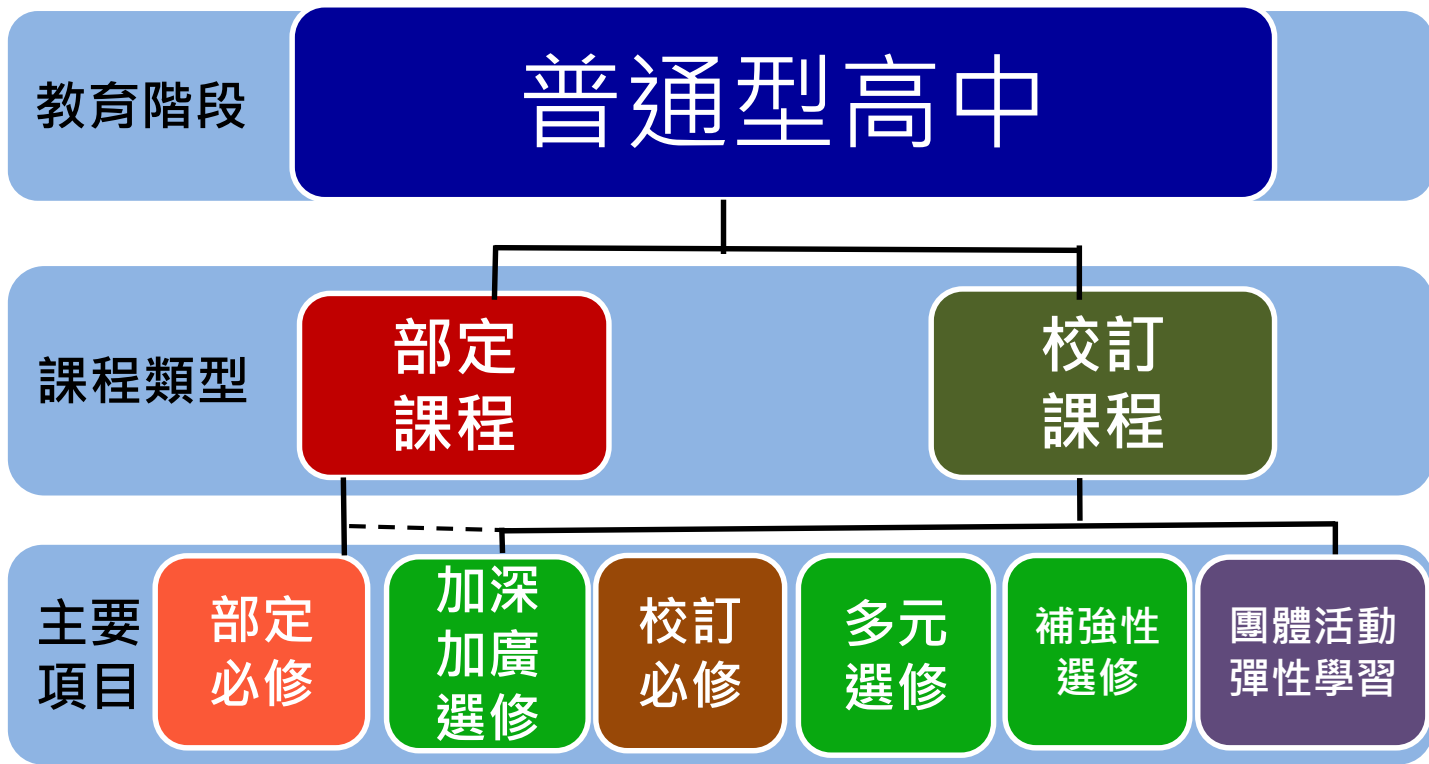 教育階段
普通型高中
課程類型
部定
課程
校訂
課程
主要
項目
部定
必修
加深
加廣
選修
校訂
必修
多元
選修
補強性
選修
團體活動
彈性學習